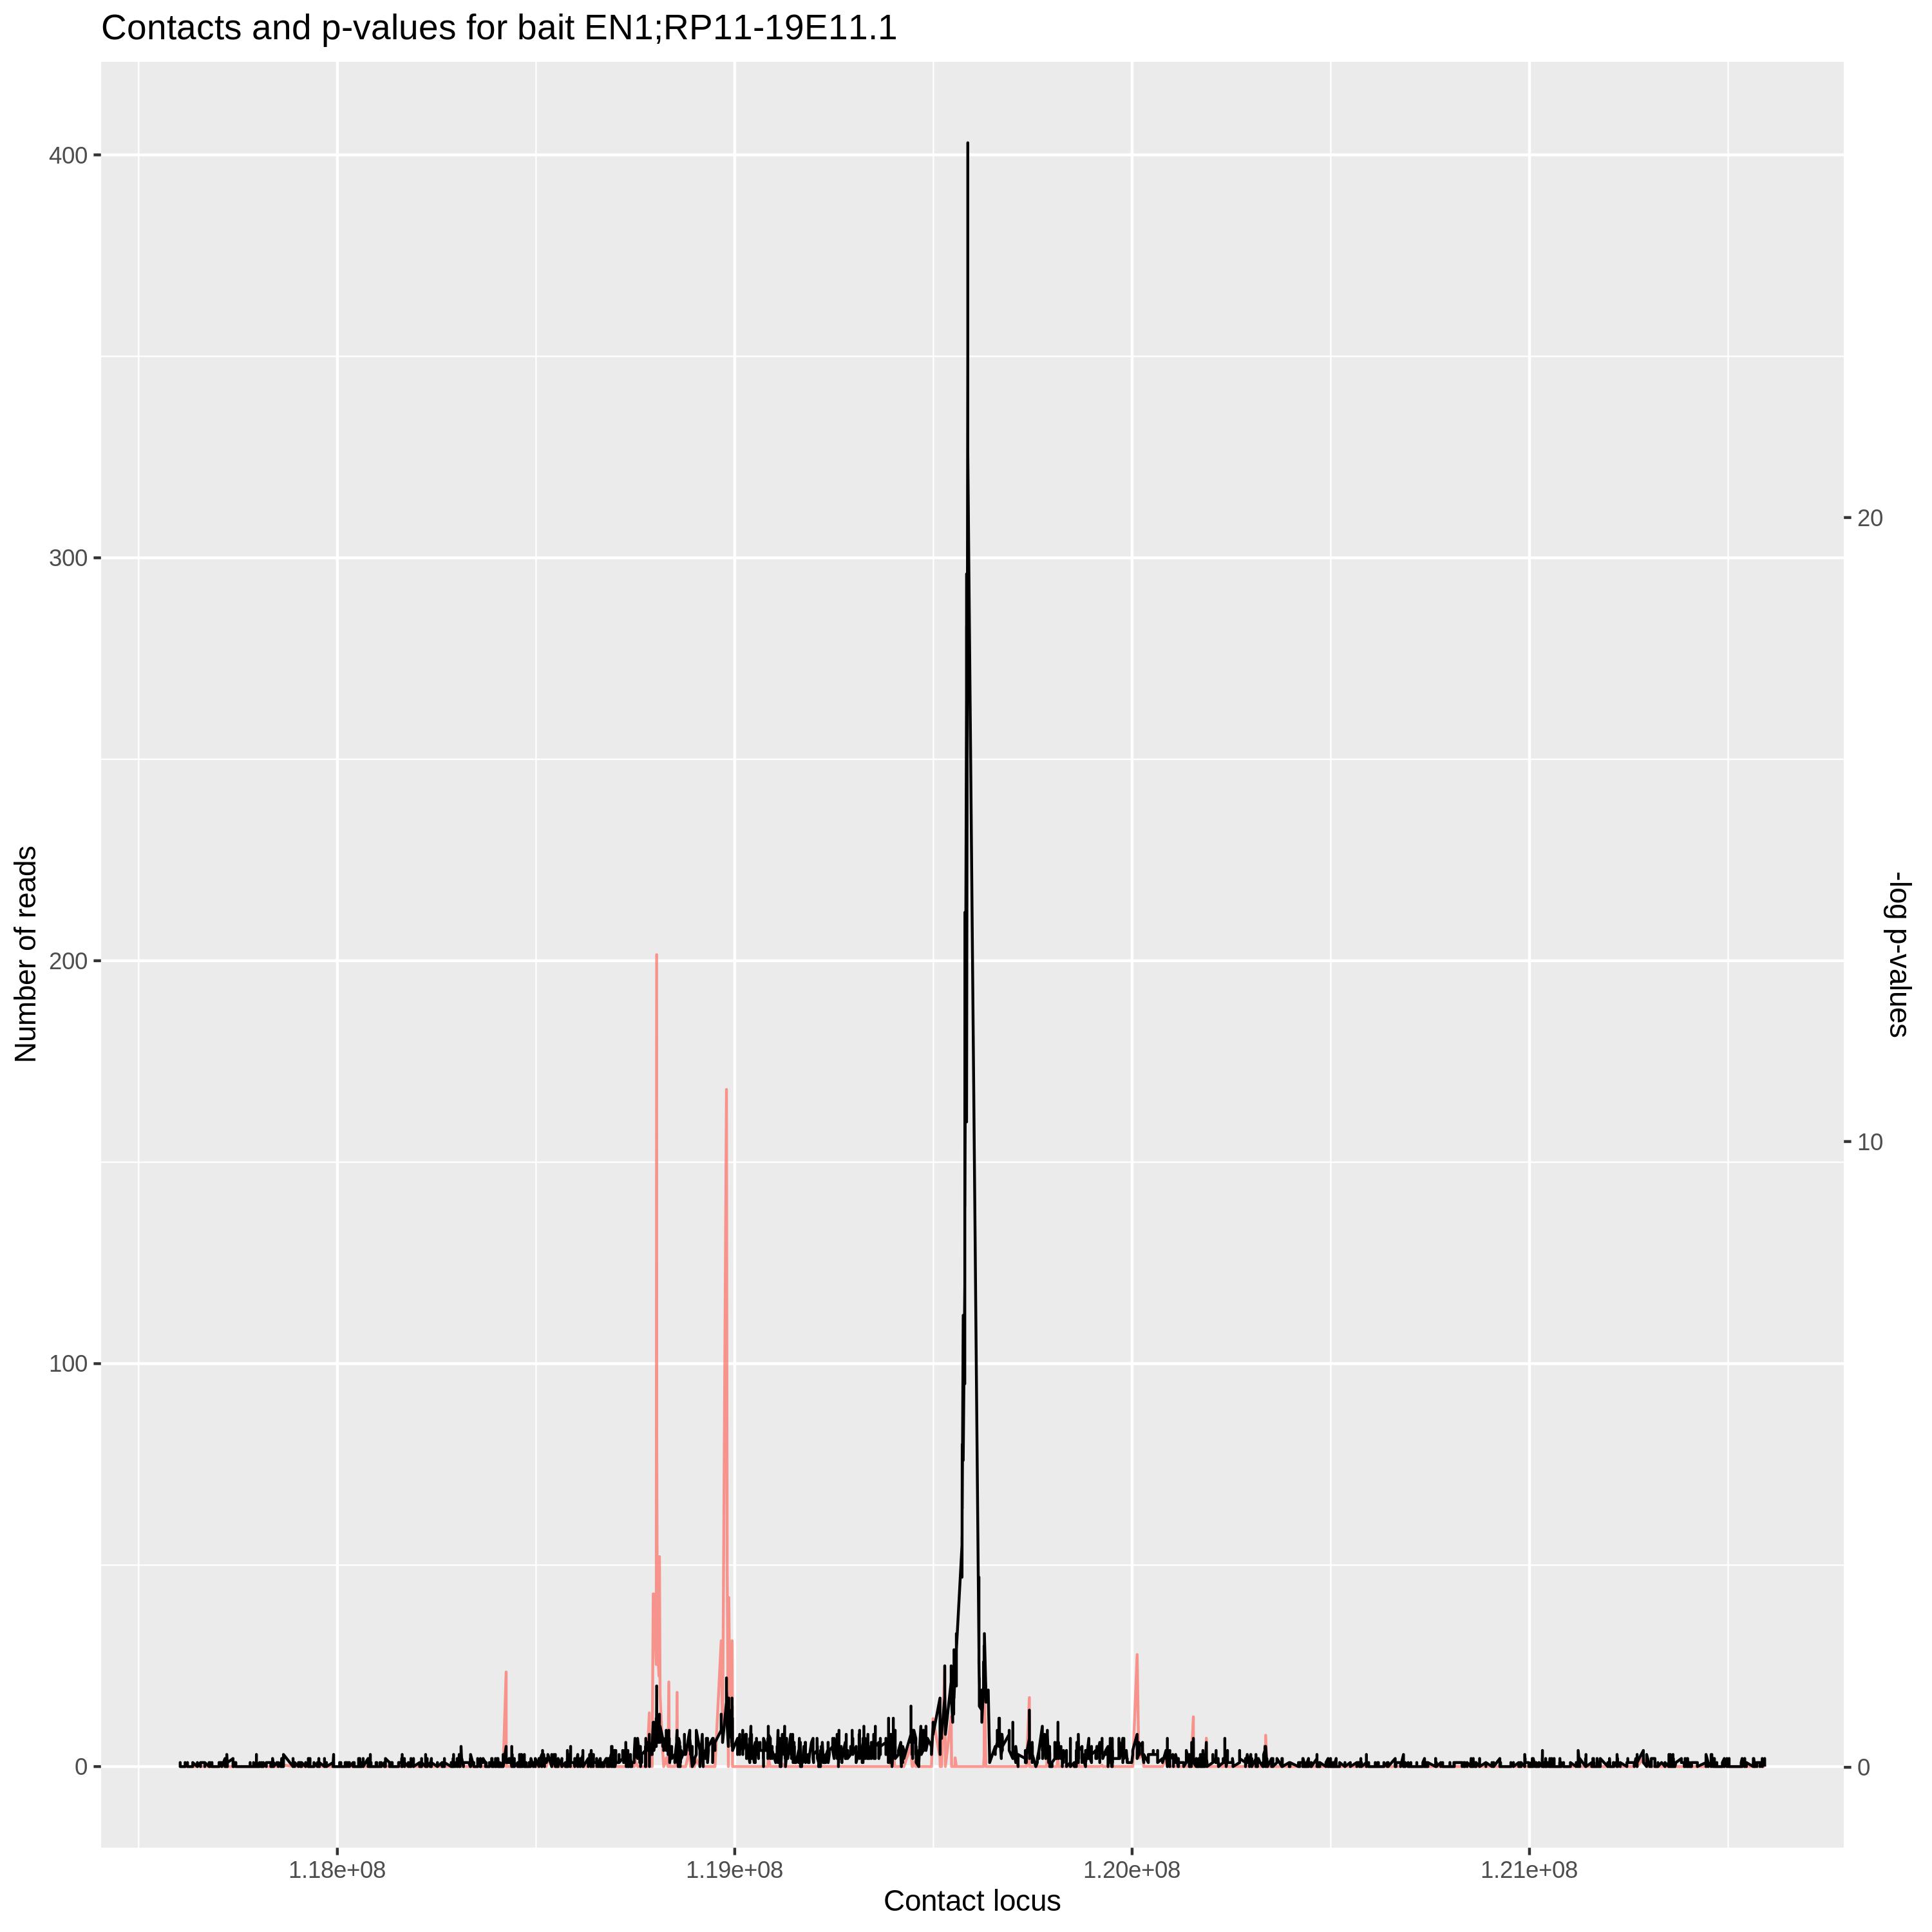 Contacts and p-values for bait EN1;RP11-19E11.1
400
300
200
100
0
Number of reads
20
10
0
-log p-values
1.18e+08
1.19e+08
1.20e+08
1.21e+08
Contact locus